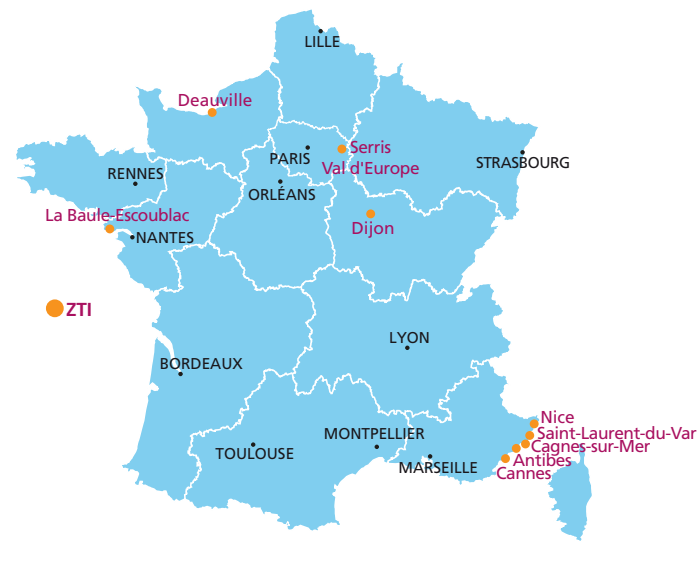 LILLE
Deauville
Serris
PARIS
Val d'Europe
STRASBOURG
RENNES
ORLÉANS
La Baule-Escoublac
Dijon
NANTES
ZTI
LYON
BORDEAUX
Nice
MONTPELLIER
Saint-Laurent-du-Var
Cagnes-sur-Mer
TOULOUSE
Antibes
MARSEILLE
Cannes